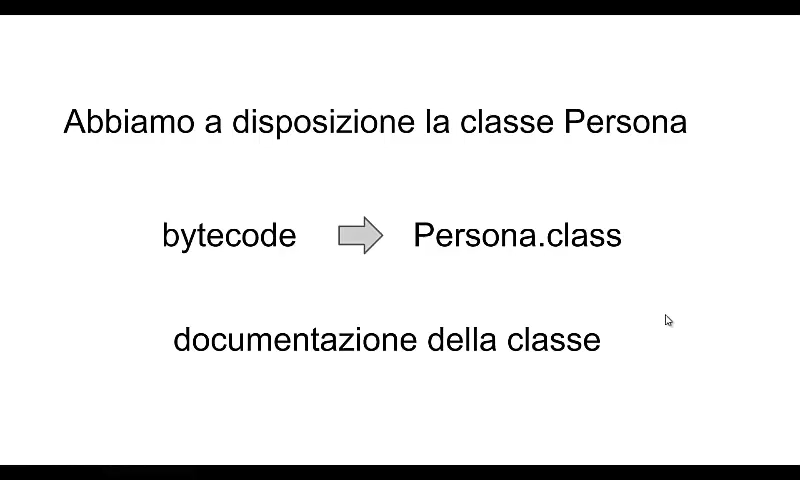 Abbiamo a disposizione la classe Persona
bytecode Persona.class
documentazione della classe